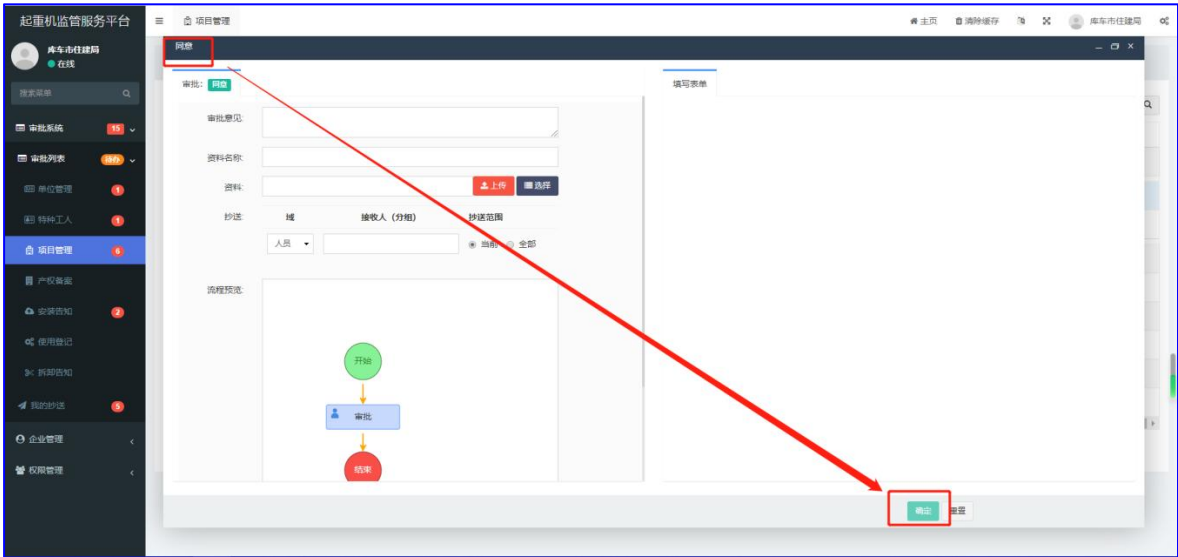 起重机监管服务平台
项目管理
主页 清除缓存 库车市住建局
库车市住建局
在线
搜索菜单
审批系统 15
审批列表 待办
单位管理 1
特种工人 1
项目管理 6
产权备案
安装告知 2
使用登记
拆卸告知
我的抄送 5
企业管理
权限管理
同意
审批: 同意
填写表单
审批意见:
资料名称:
资料: 上传 选择
抄送: 域 接收人（分组） 抄送范围
人员 当前 全部
流程预览:
开始
审批
结束
确定 重置